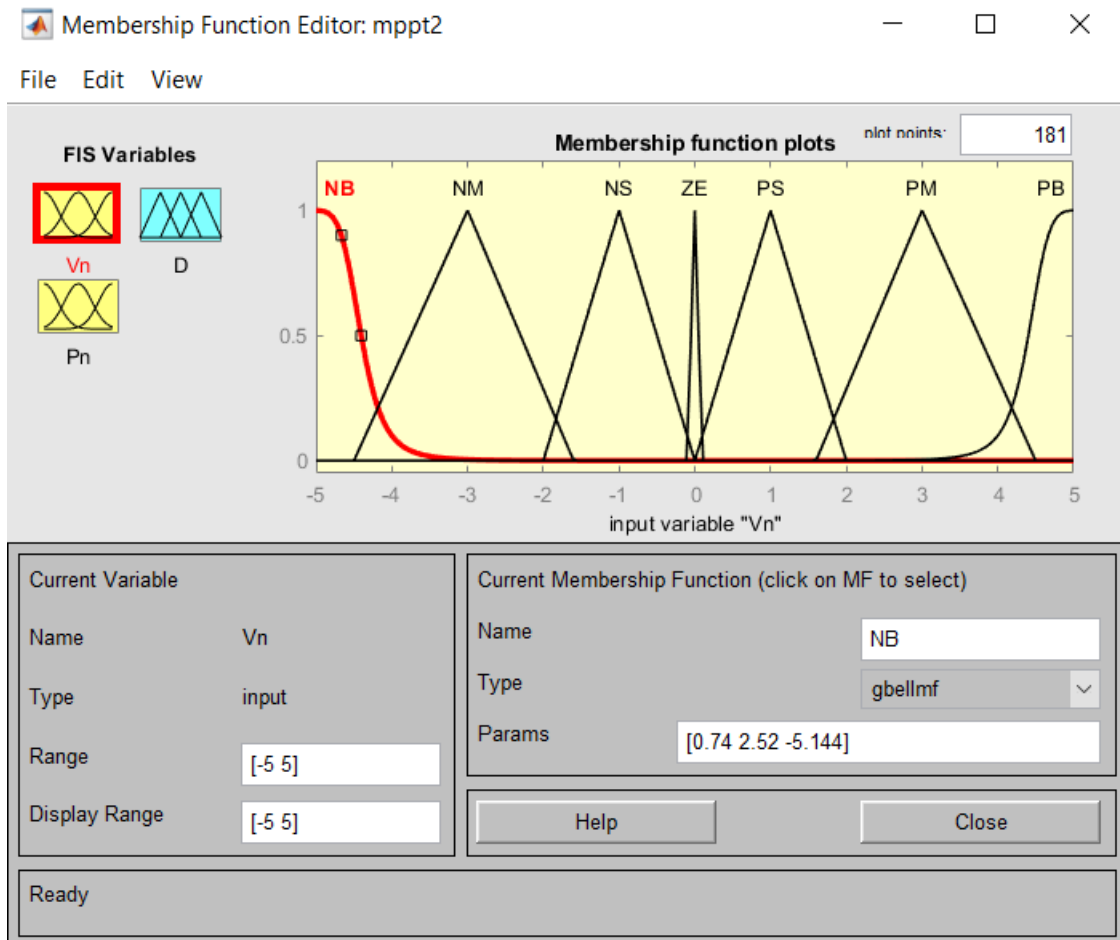 Membership Function Editor: mppt2
File Edit View
FIS Variables
Vn
D
Pn
Membership function plots
plot points:
181
NB NM NS ZE PS PM PB
1
0.5
0
-5 -4 -3 -2 -1 0 1 2 3 4 5
input variable "Vn"
Current Variable
Name Vn
Type input
Range [-5 5]
Display Range [-5 5]
Current Membership Function (click on MF to select)
Name NB
Type gbellmf
Params [0.74 2.52 -5.144]
Help Close
Ready